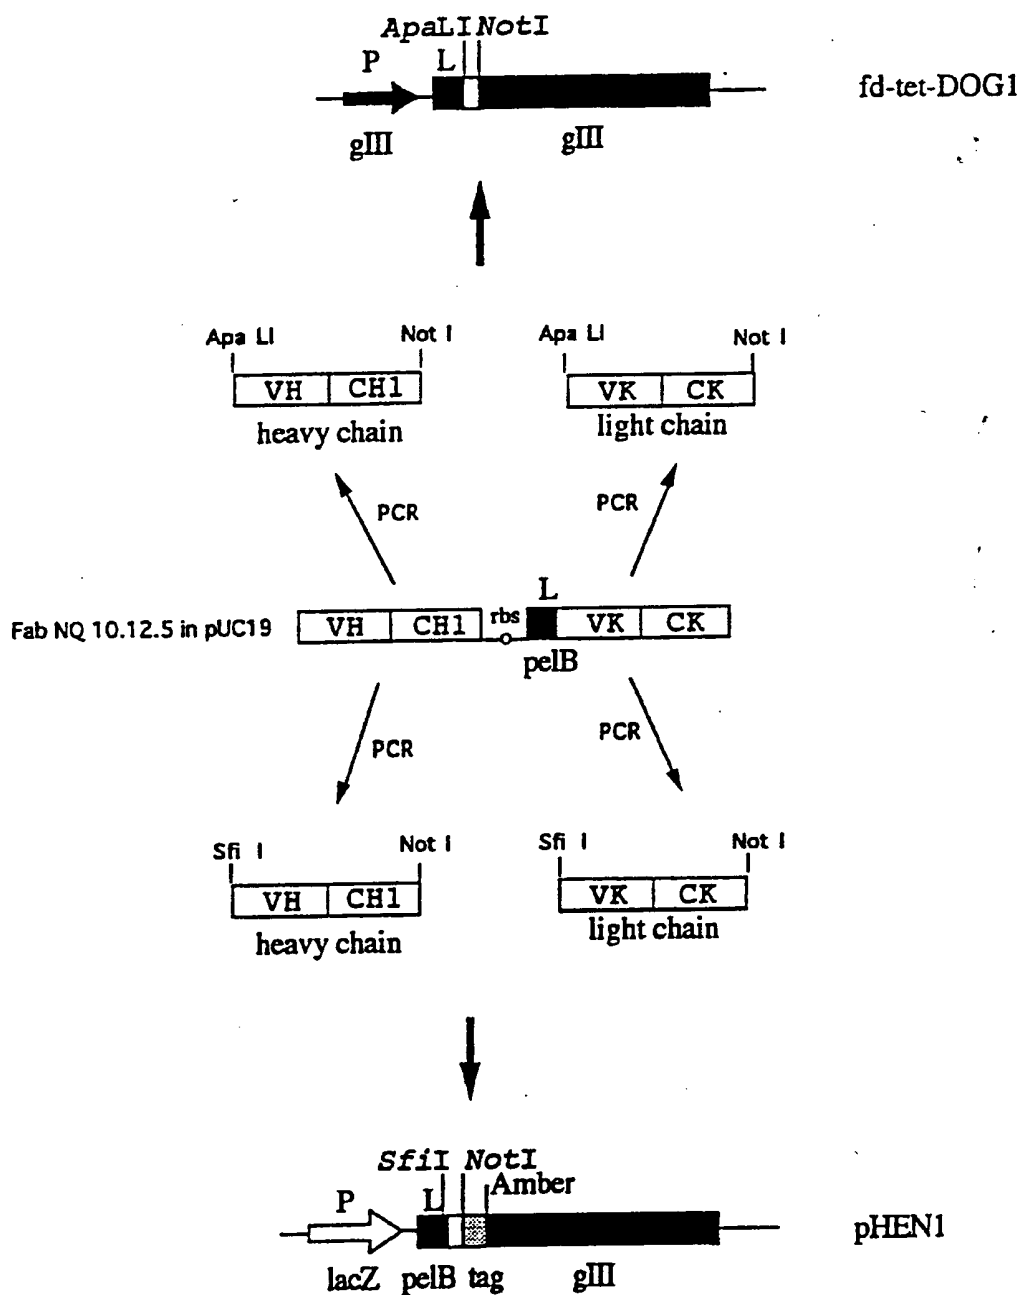 ApaLI NotI
P L
fd-tet-DOG1
gIII gIII
Apa LI Not I Apa LI Not I
VH CH1 VK CK
heavy chain light chain
PCR PCR
L
Fab NQ 10.12.5 in pUC19 VH CH1 rbs VK CK
pelB
PCR PCR
Sfi I Not I Sfi I Not I
VH CH1 VK CK
heavy chain light chain
SfiI NotI
P L Amber
pHEN1
lacZ pelB tag gIII